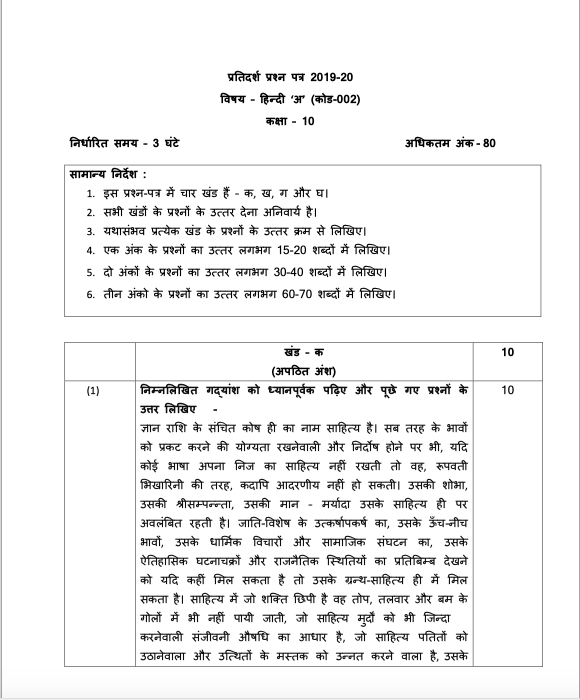 प्रतिदर्श प्रश्न पत्र 2019-20
विषय - हिन्दी ‘अ’ (कोड-002)
कक्षा - 10
निर्धारित समय - 3 घंटे अधिकतम अंक - 80
सामान्य निर्देश :
1. इस प्रश्न-पत्र में चार खंड हैं - क, ख, ग और घ।
2. सभी खंडों के प्रश्नों के उत्तर देना अनिवार्य है।
3. यथासंभव प्रत्येक खंड के प्रश्नों के उत्तर क्रम से लिखिए।
4. एक अंक के प्रश्नों का उत्तर लगभग 15-20 शब्दों में लिखिए।
5. दो अंकों के प्रश्नों का उत्तर लगभग 30-40 शब्दों में लिखिए।
6. तीन अंको के प्रश्नों का उत्तर लगभग 60-70 शब्दों में लिखिए।
खंड - क 10
(अपठित अंश)
(1) निम्नलिखित गद्यांश को ध्यानपूर्वक पढ़िए और पूछे गए प्रश्नों के 10
उत्तर लिखिए -
ज्ञान राशि के संचित कोष ही का नाम साहित्य है। सब तरह के भावों
को प्रकट करने की योग्यता रखनेवाली और निर्दोष होने पर भी, यदि
कोई भाषा अपना निज का साहित्य नहीं रखती तो वह, रूपवती
भिखारिनी की तरह, कदापि आदरणीय नहीं हो सकती। उसकी शोभा,
उसकी श्रीसम्पन्न्ता, उसकी मान - मर्यादा उसके साहित्य ही पर
अवलंबित रहती है। जाति-विशेष के उत्कर्षापकर्ष का, उसके ऊँच-नीच
भावों, उसके धार्मिक विचारों और सामाजिक संघटन का, उसके
ऐतिहासिक घटनाचक्रों और राजनैतिक स्थितियों का प्रतिबिम्ब देखने
को यदि कहीं मिल सकता है तो उसके ग्रन्थ-साहित्य ही में मिल
सकता है। साहित्य में जो शक्ति छिपी है वह तोप, तलवार और बम के
गोलों में भी नहीं पायी जाती, जो साहित्य मुर्दों को भी जिन्दा
करनेवाली संजीवनी औषधि का आधार है, जो साहित्य पतितों को
उठानेवाला और उत्थितों के मस्तक को उन्नत करने वाला है, उसके